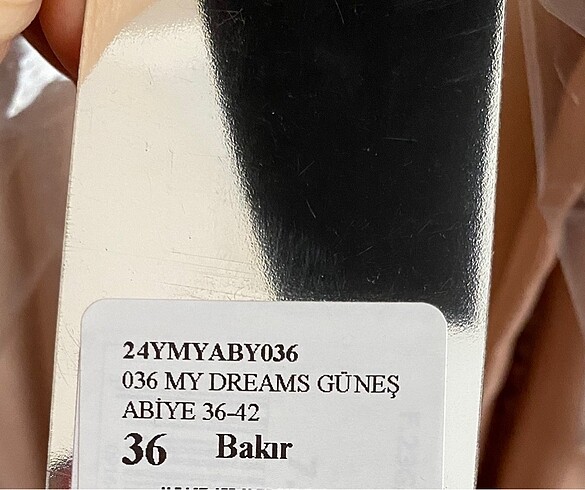 24YMYABY036
036 MY DREAMS GÜNEŞ
ABİYE 36-42
36 Bakır